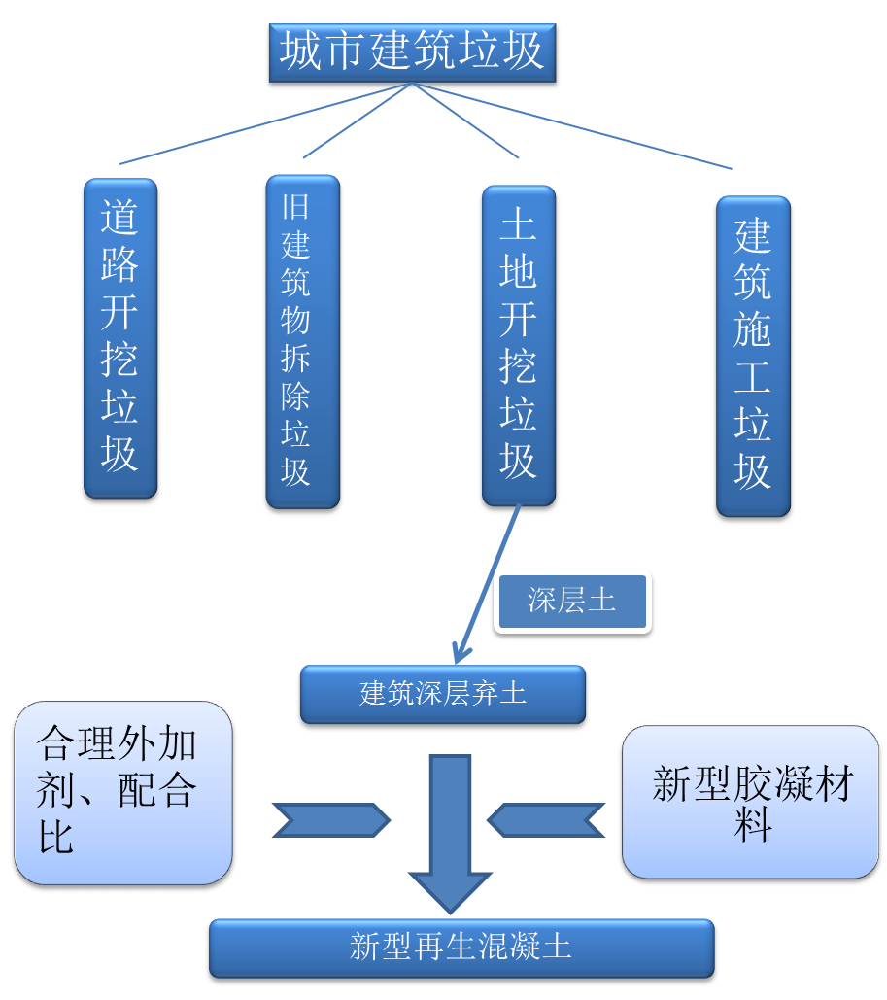 城市建筑垃圾
道路开挖垃圾
旧建筑物拆除垃圾
土地开挖垃圾
建筑施工垃圾
深层土
建筑深层弃土
合理外加
剂、配合
比
新型胶凝材
料
新型再生混凝土